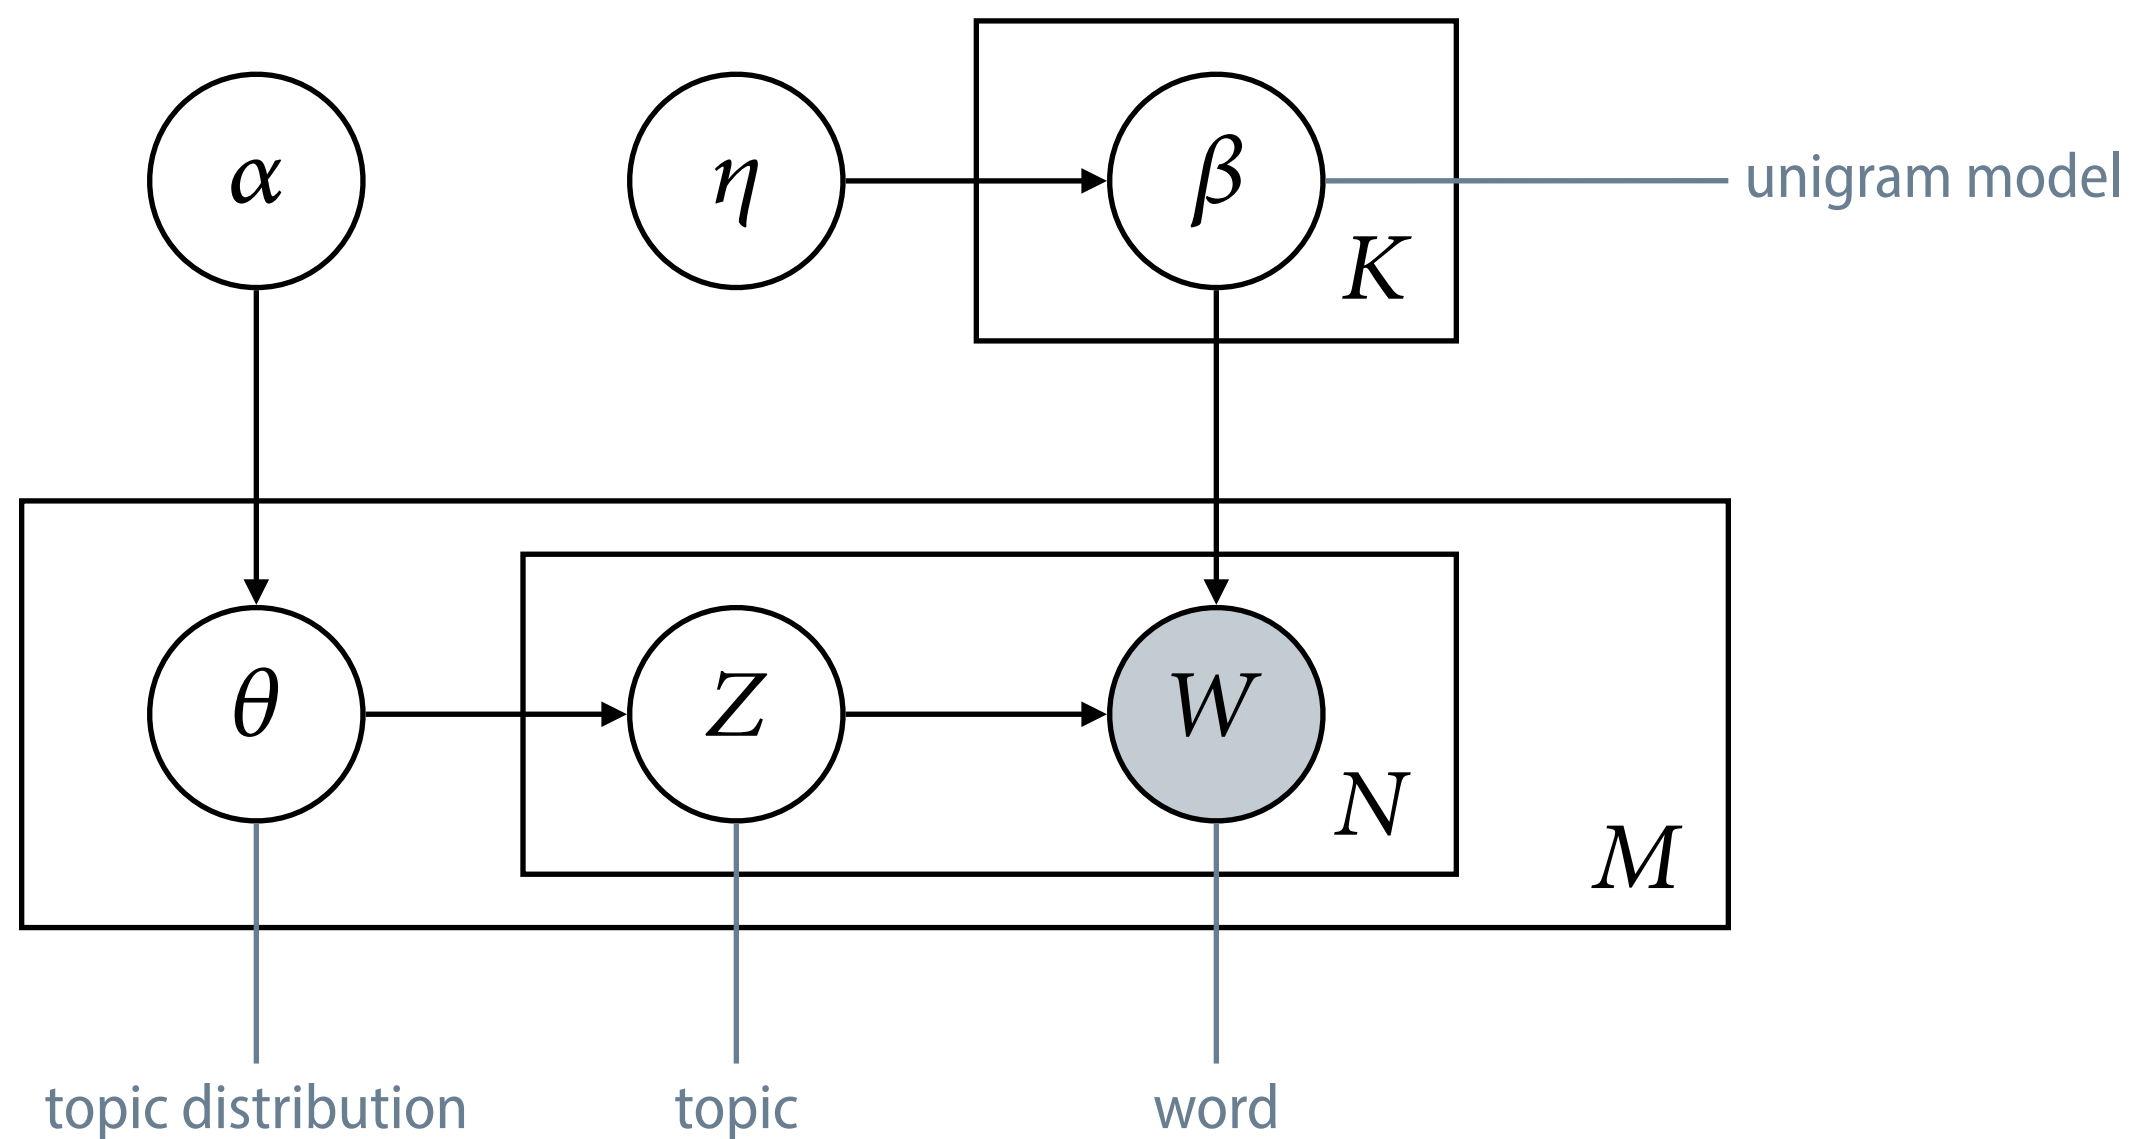 α
η
β
unigram model
K
θ
Z
W
N
M
topic distribution
topic
word